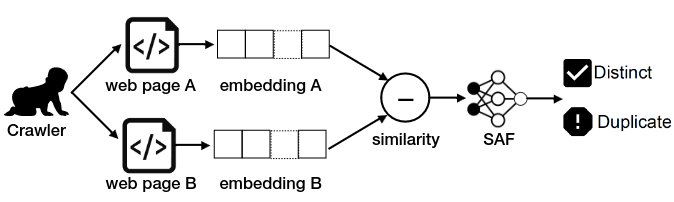 </>
web page A
embedding A
Crawler
</>
web page B
embedding B
−
similarity
SAF
Distinct
! Duplicate